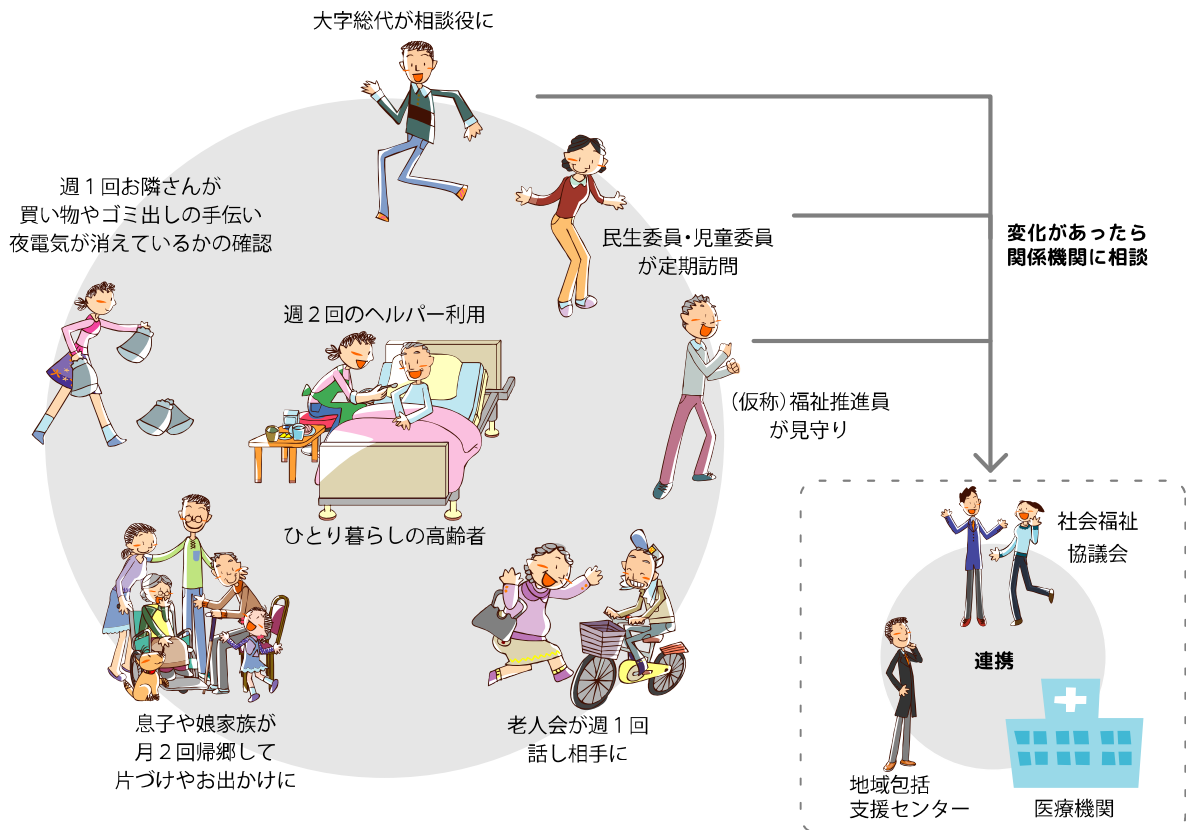 大字総代が相談役に
週１回お隣さんが
買い物やゴミ出しの手伝い
夜電気が消えているかの確認
民生委員・児童委員
が定期訪問
変化があったら
関係機関に相談
週２回のヘルパー利用
（仮称）福祉推進員
が見守り
ひとり暮らしの高齢者
社会福祉
協議会
連携
息子や娘家族が
月２回帰郷して
片づけやお出かけに
老人会が週１回
話し相手に
地域包括
支援センター
医療機関